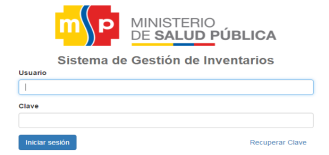 msp MINISTERIO
DE SALUD PÚBLICA
Sistema de Gestión de Inventarios
Usuario
Clave
Iniciar sesión
Recuperar Clave